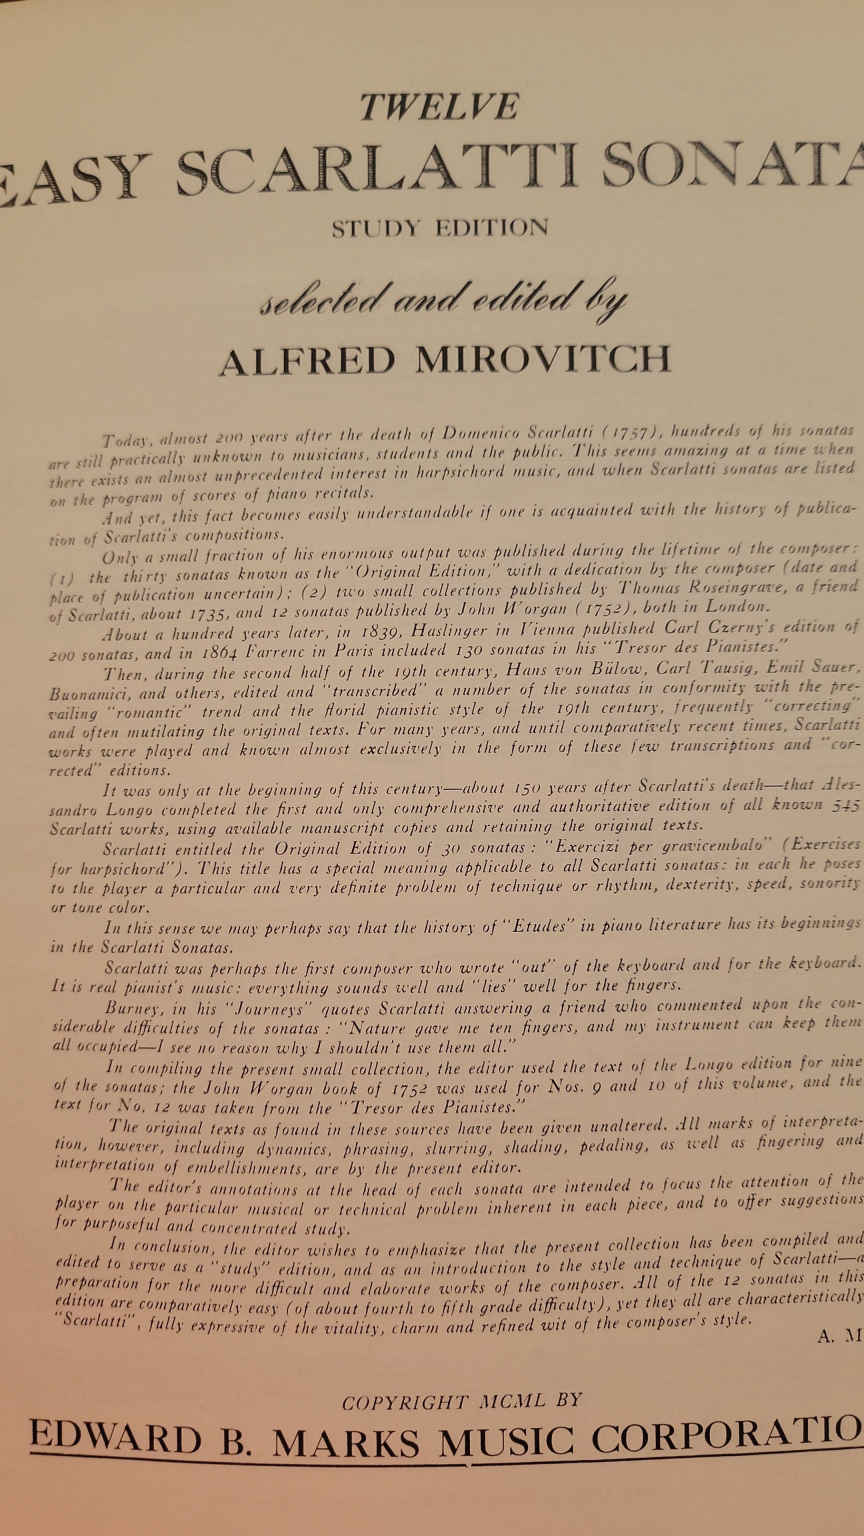 TWELVE
EASY SCARLATTI SONATA
STUDY EDITION
selected and edited by
ALFRED MIROVITCH
Today, almost 200 years after the death of Domenico Scarlatti (1757), hundreds of his sonatas
are still practically unknown to musicians, students and the public. This seems amazing at a time when
there exists an almost unprecedented interest in harpsichord music, and when Scarlatti sonatas are listed
on the program of scores of piano recitals.
And yet, this fact becomes easily understandable if one is acquainted with the history of publica-
tion of Scarlatti's compositions.
Only a small fraction of his enormous output was published during the lifetime of the composer:
(1) the thirty sonatas known as the "Original Edition," with a dedication by the composer (date and
place of publication uncertain); (2) two small collections published by Thomas Roseingrave, a friend
of Scarlatti, about 1735, and 12 sonatas published by John Worgan (1752), both in London.
About a hundred years later, in 1839, Haslinger in Vienna published Carl Czerny's edition of
200 sonatas, and in 1864 Farrenc in Paris included 130 sonatas in his "Tresor des Pianistes."
Then, during the second half of the 19th century, Hans von Bülow, Carl Tausig, Emil Sauer,
Buonamici, and others, edited and "transcribed" a number of the sonatas in conformity with the pre-
vailing "romantic" trend and the florid pianistic style of the 19th century, frequently "correcting"
and often mutilating the original texts. For many years, and until comparatively recent times, Scarlatti
works were played and known almost exclusively in the form of these few transcriptions and "cor-
rected" editions.
It was only at the beginning of this century—about 150 years after Scarlatti's death—that Ales-
sandro Longo completed the first and only comprehensive and authoritative edition of all known 545
Scarlatti works, using available manuscript copies and retaining the original texts.
Scarlatti entitled the Original Edition of 30 sonatas: "Exercizi per gravicembalo" (Exercises
for harpsichord"). This title has a special meaning applicable to all Scarlatti sonatas: in each he poses
to the player a particular and very definite problem of technique or rhythm, dexterity, speed, sonority
or tone color.
In this sense we may perhaps say that the history of "Etudes" in piano literature has its beginnings
in the Scarlatti Sonatas.
Scarlatti was perhaps the first composer who wrote "out" of the keyboard and for the keyboard.
It is real pianist's music: everything sounds well and "lies" well for the fingers.
Burney, in his "Journeys" quotes Scarlatti answering a friend who commented upon the con-
siderable difficulties of the sonatas: "Nature gave me ten fingers, and my instrument can keep them
all occupied—I see no reason why I shouldn't use them all."
In compiling the present small collection, the editor used the text of the Longo edition for nine
of the sonatas; the John Worgan book of 1752 was used for Nos. 9 and 10 of this volume, and the
text for No. 12 was taken from the "Tresor des Pianistes."
The original texts as found in these sources have been given unaltered. All marks of interpreta-
tion, however, including dynamics, phrasing, slurring, shading, pedaling, as well as fingering and
interpretation of embellishments, are by the present editor.
The editor's annotations at the head of each sonata are intended to focus the attention of the
player on the particular musical or technical problem inherent in each piece, and to offer suggestions
for purposeful and concentrated study.
In conclusion, the editor wishes to emphasize that the present collection has been compiled and
edited to serve as a "study" edition, and as an introduction to the style and technique of Scarlatti—a
preparation for the more difficult and elaborate works of the composer. All of the 12 sonatas in this
edition are comparatively easy (of about fourth to fifth grade difficulty), yet they all are characteristically
"Scarlatti", fully expressive of the vitality, charm and refined wit of the composer's style.
A. M
COPYRIGHT MCML BY
EDWARD B. MARKS MUSIC CORPORATIO